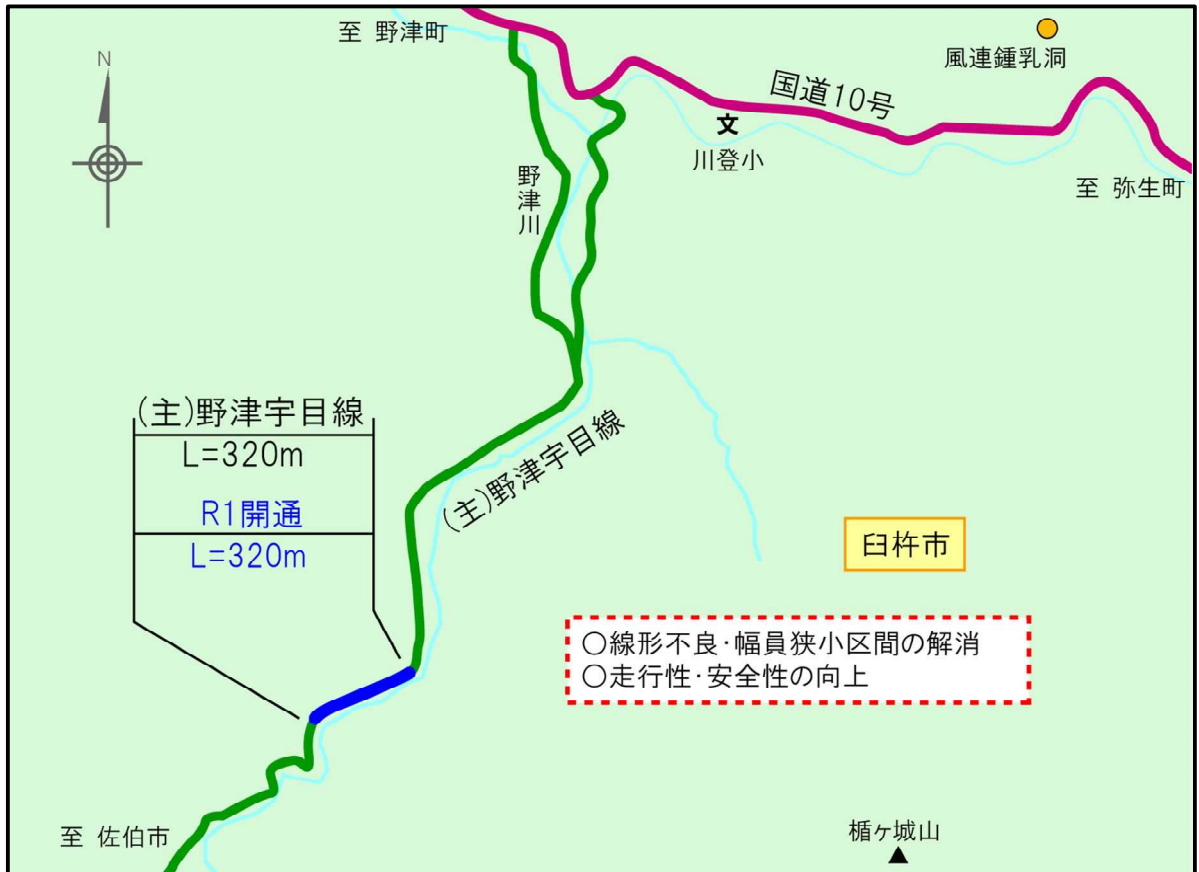 至 野津町
風連鍾乳洞
N
国道10号
文
川登小
至 弥生町
野津川
(主)野津宇目線
L=320m
R1開通
L=320m
(主)野津宇目線
臼杵市
○線形不良･幅員狭小区間の解消
○走行性･安全性の向上
至 佐伯市
楯ヶ城山